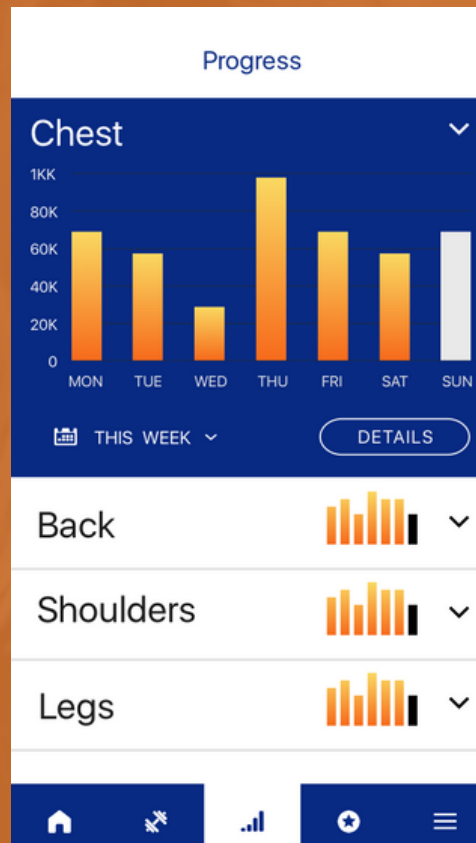 Progress
Chest
1KK
80K
60K
40K
20K
0
MON TUE WED THU FRI SAT SUN
THIS WEEK DETAILS
Back
Shoulders
Legs